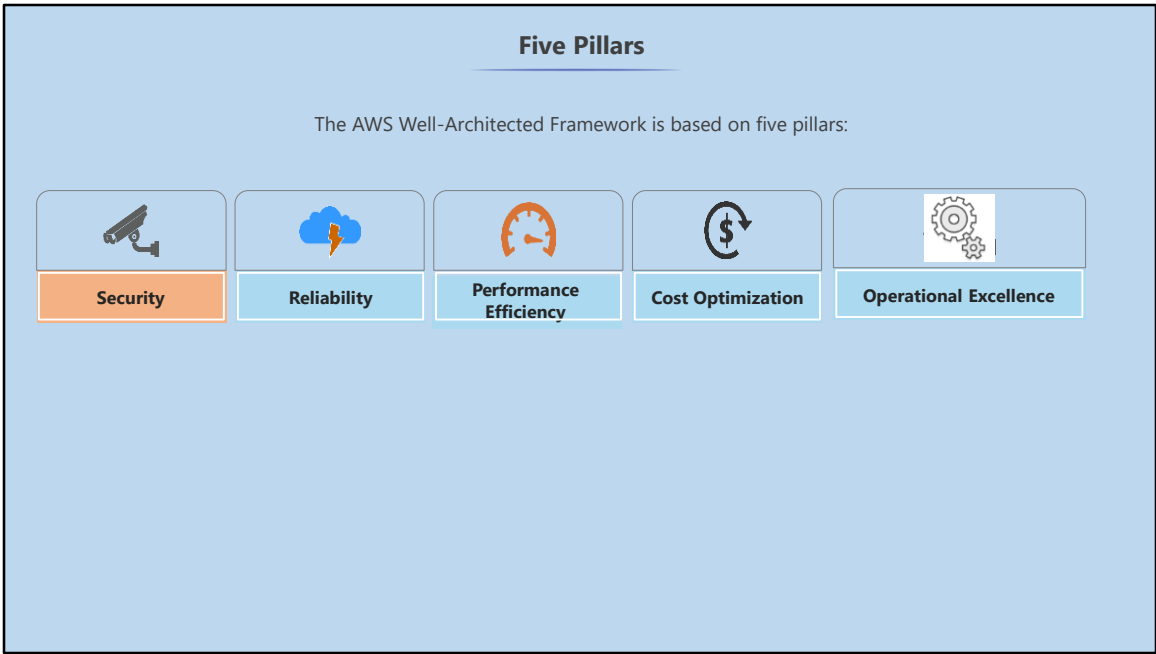 Five Pillars
The AWS Well-Architected Framework is based on five pillars:
Security
Reliability
Performance
Efficiency
Cost Optimization
Operational Excellence